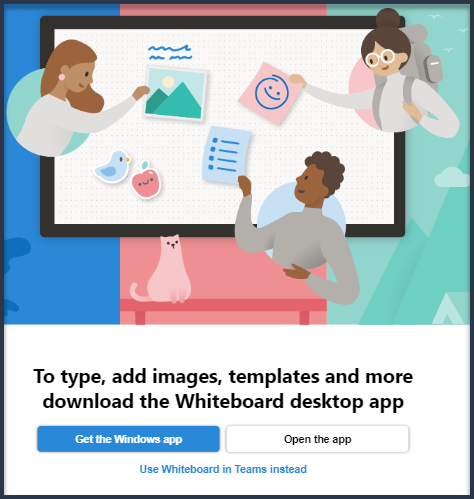 To type, add images, templates and more
download the Whiteboard desktop app
Get the Windows app
Open the app
Use Whiteboard in Teams instead